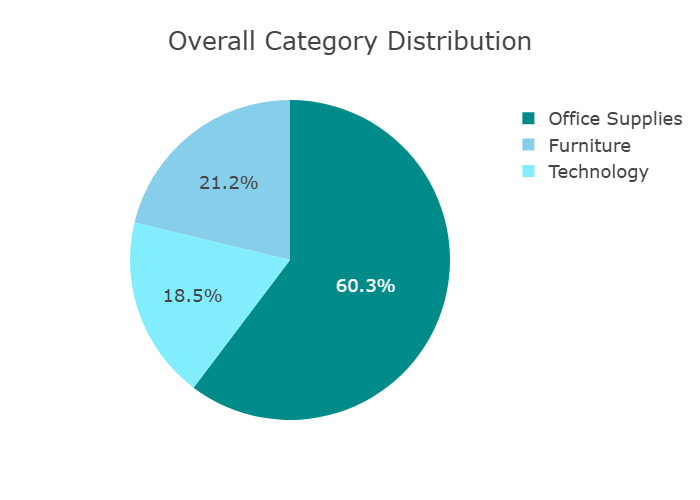 Overall Category Distribution
Office Supplies
Furniture
Technology
21.2%
18.5%
60.3%